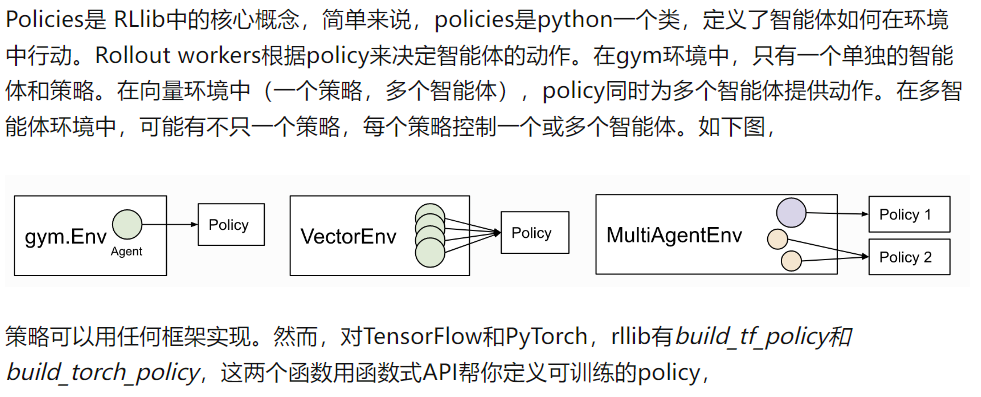 Policies是 RLlib中的核心概念，简单来说，policies是python一个类，定义了智能体如何在环境
中行动。Rollout workers根据policy来决定智能体的动作。在gym环境中，只有一个单独的智能
体和策略。在向量环境中（一个策略，多个智能体），policy同时为多个智能体提供动作。在多智
能体环境中，可能有不只一个策略，每个策略控制一个或多个智能体。如下图，
gym.Env
Agent
Policy
VectorEnv
Policy
MultiAgentEnv
Policy 1
Policy 2
策略可以用任何框架实现。然而，对TensorFlow和PyTorch，rllib有build_tf_policy和
build_torch_policy，这两个函数用函数式API帮你定义可训练的policy，